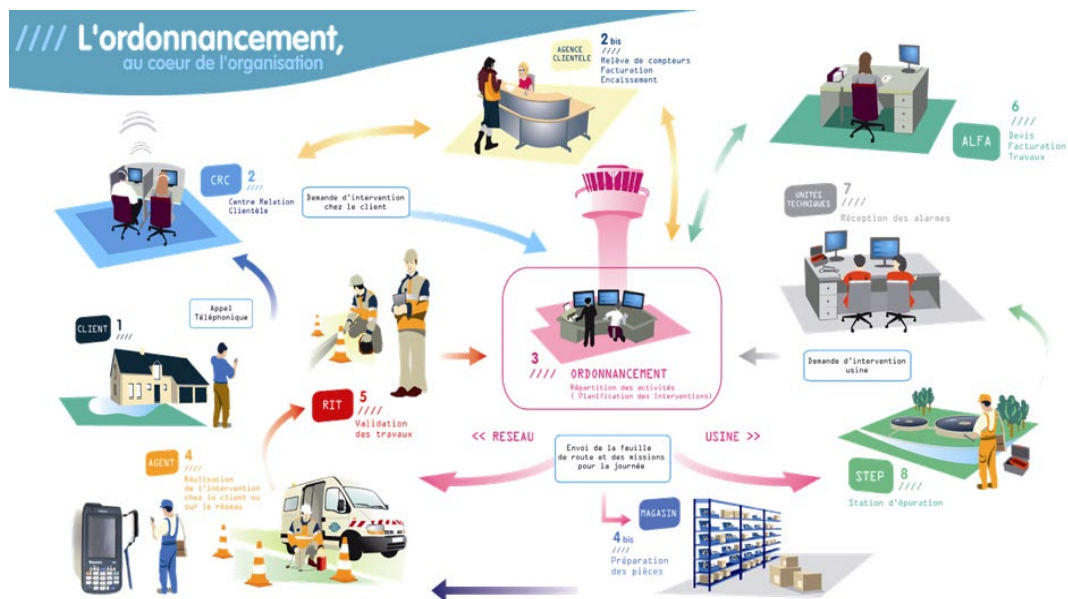 //// L'ordonnancement,
au coeur de l'organisation
AGENCE
CLIENTELE
2 bis
////
Relève de compteurs
Facturation
Encaissement
6
////
ALFA
Devis
Facturation
Travaux
CRC
2
////
Centre Relation
Clientèle
Demande d'intervention
chez le client
UNITES
TECHNIQUES
7
////
Réception des alarmes
Appel
Téléphonique
CLIENT
1
////
3
////
ORDONNANCEMENT
Répartition des activités
( Planification des Interventions)
Demande d'intervention
usine
RIT
5
////
Validation
des travaux
<< RESEAU
USINE >>
Envoi de la feuille
de route et des missions
pour la journée
AGENT
4
////
Réalisation
de l'intervention
chez le client ou
sur le réseau
STEP
8
////
Station d'épuration
MAGASIN
4 bis
////
Préparation
des pièces